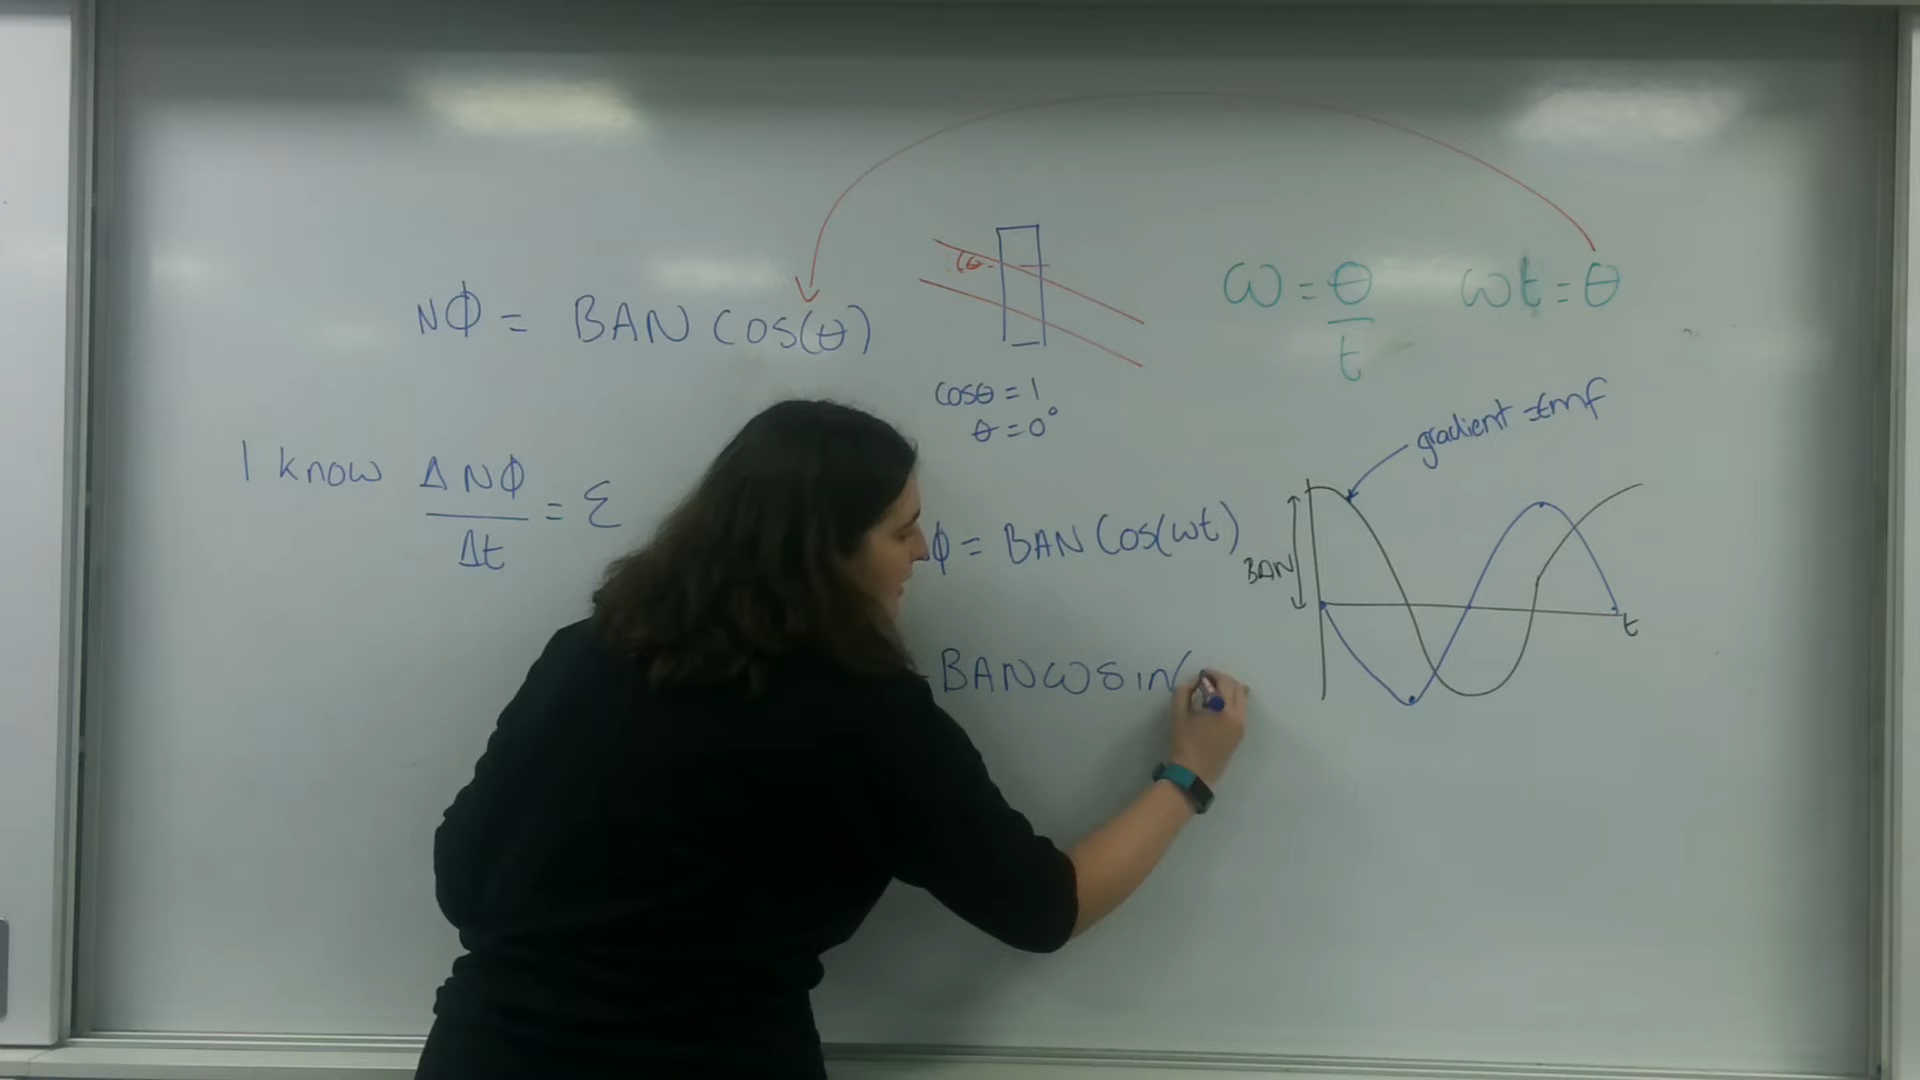 NΦ = BAN COS(θ)
(θ
ω = θ/t
ωt = θ
cosθ = 1
θ = 0°
gradient = emf
I know ΔNΦ/Δt = ε
Φ = BAN Cos(ωt)
BAN
t
- BANωsin(